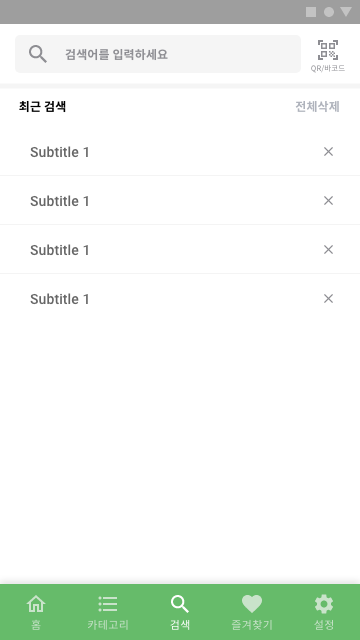 검색어를 입력하세요
QR/바코드
최근 검색
전체삭제
Subtitle 1
Subtitle 1
Subtitle 1
Subtitle 1
홈
카테고리
검색
즐겨찾기
설정